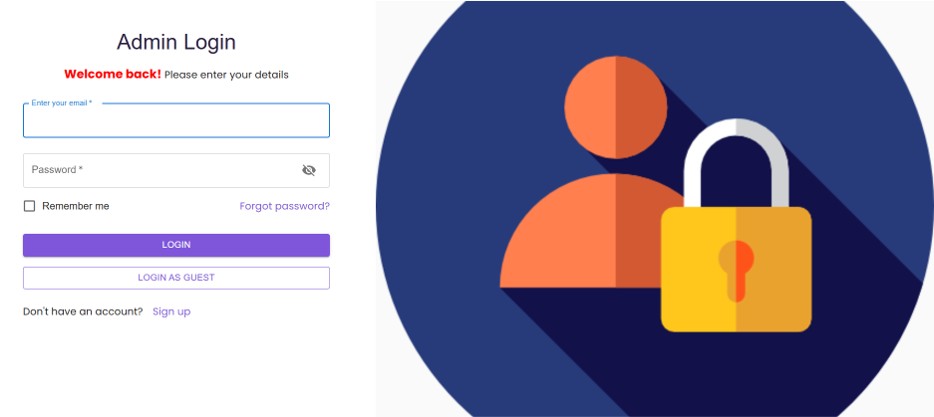 Admin Login
Welcome back! Please enter your details
Enter your email *
Password *
Remember me Forgot password?
LOGIN
LOGIN AS GUEST
Don't have an account? Sign up